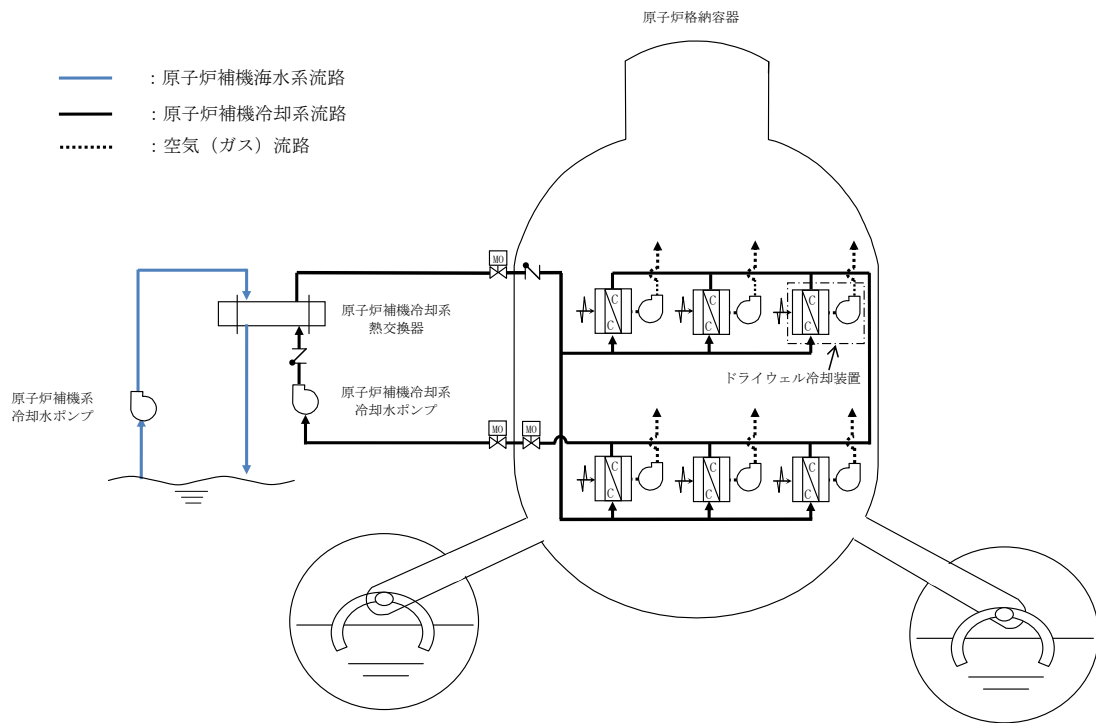 原子炉格納容器
：原子炉補機海水系流路
：原子炉補機冷却系流路
：空気（ガス）流路
MO
原子炉補機冷却系
熱交換器
C
C
C
C
C
C
ドライウェル冷却装置
原子炉補機系
冷却水ポンプ
原子炉補機冷却系
冷却水ポンプ
MO
MO
C
C
C
C
C
C